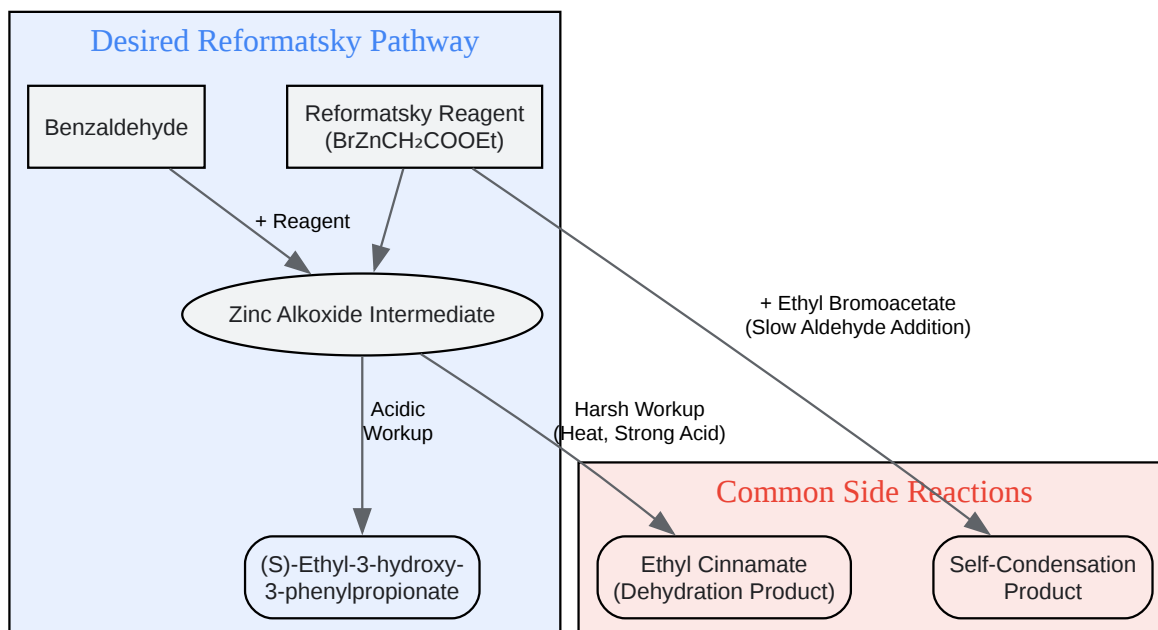 Desired Reformatsky Pathway
Benzaldehyde
Reformatsky Reagent
(BrZnCH₂COOEt)
+ Reagent
Zinc Alkoxide Intermediate
+ Ethyl Bromoacetate
(Slow Aldehyde Addition)
Acidic
Workup
Harsh Workup
(Heat, Strong Acid)
Common Side Reactions
(S)-Ethyl-3-hydroxy-
3-phenylpropionate
Ethyl Cinnamate
(Dehydration Product)
Self-Condensation
Product